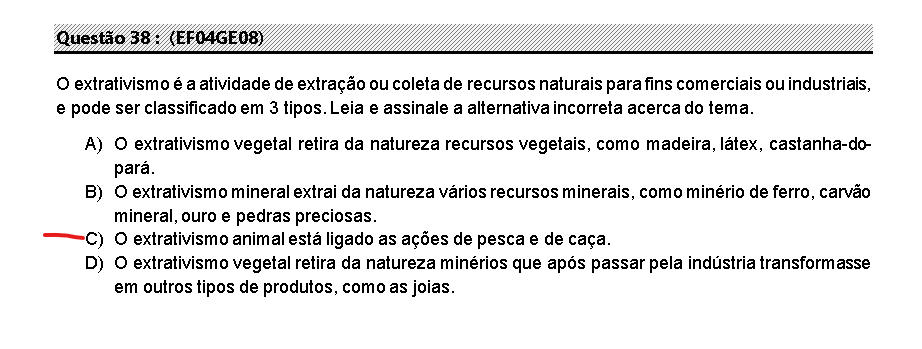 Questão 38 : (EF04GE08)
O extrativismo é a atividade de extração ou coleta de recursos naturais para fins comerciais ou industriais,
e pode ser classificado em 3 tipos. Leia e assinale a alternativa incorreta acerca do tema.
A) O extrativismo vegetal retira da natureza recursos vegetais, como madeira, látex, castanha-do-
pará.
B) O extrativismo mineral extrai da natureza vários recursos minerais, como minério de ferro, carvão
mineral, ouro e pedras preciosas.
C) O extrativismo animal está ligado as ações de pesca e de caça.
D) O extrativismo vegetal retira da natureza minérios que após passar pela indústria transformasse
em outros tipos de produtos, como as joias.